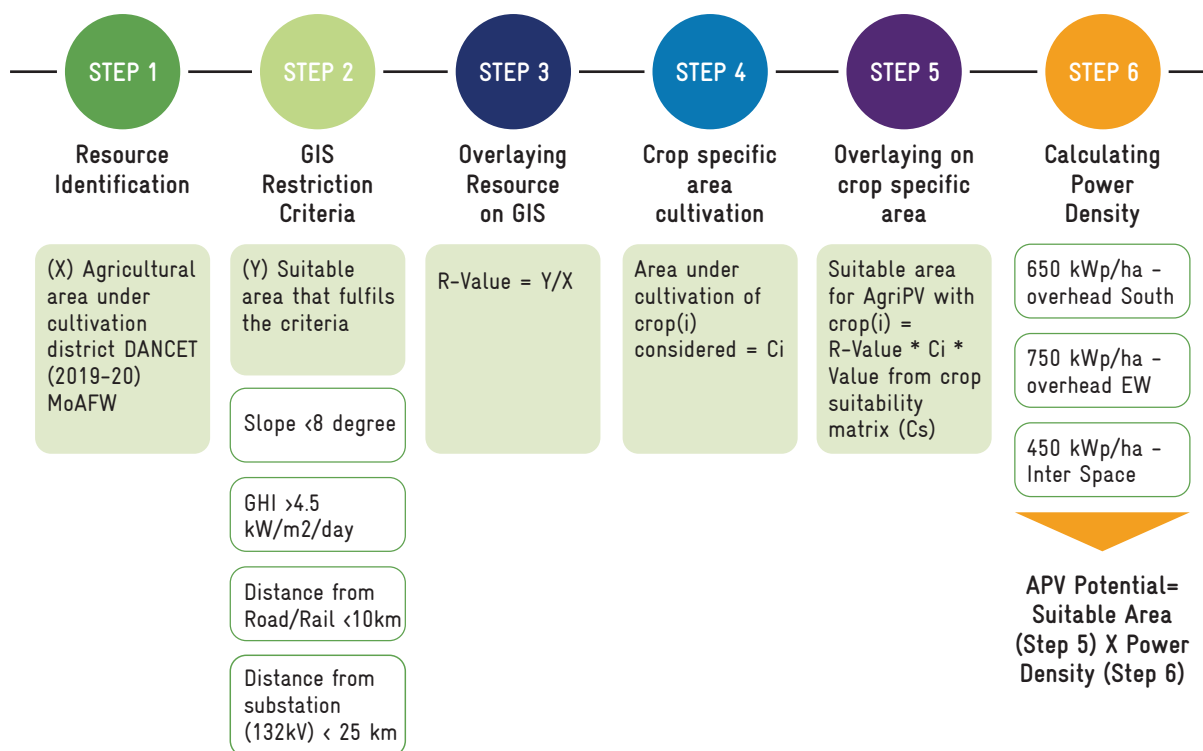 STEP 1
Resource
Identification
(X) Agricultural
area under
cultivation
district DANCET
(2019-20)
MoAFW
STEP 2
GIS
Restriction
Criteria
(Y) Suitable
area that fulfils
the criteria
Slope <8 degree
GHI >4.5
kW/m2/day
Distance from
Road/Rail <10km
Distance from
substation
(132kV) < 25 km
STEP 3
Overlaying
Resource
on GIS
R-Value = Y/X
STEP 4
Crop specific
area
cultivation
Area under
cultivation of
crop(i)
considered = Ci
STEP 5
Overlaying on
crop specific
area
Suitable area
for AgriPV with
crop(i) =
R-Value * Ci *
Value from crop
suitability
matrix (Cs)
STEP 6
Calculating
Power
Density
650 kWp/ha -
overhead South
750 kWp/ha -
overhead EW
450 kWp/ha -
Inter Space
APV Potential=
Suitable Area
(Step 5) X Power
Density (Step 6)